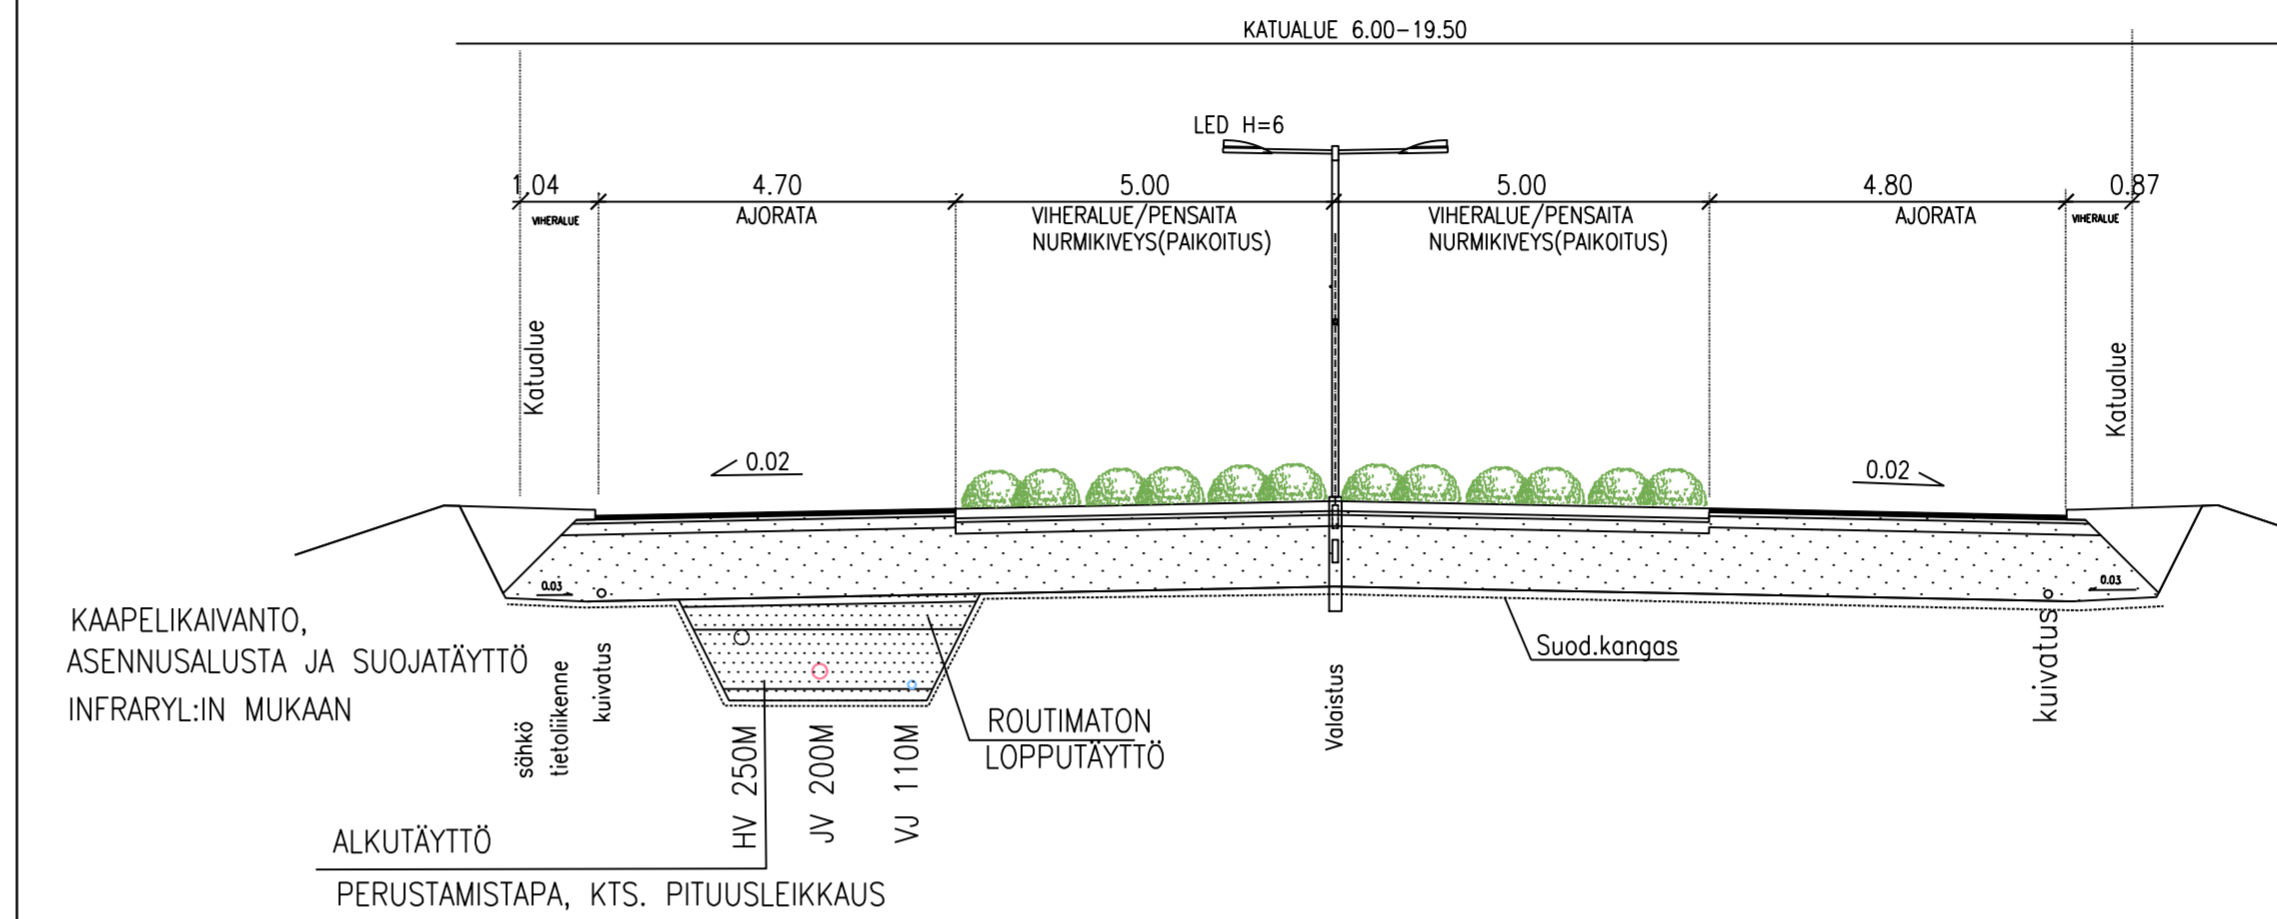 KATUALUE 6.00-19.50
LED H=6
1.04
4.70
5.00
5.00
4.80
0.87
VIHERALUE
AJORATA
VIHERALUE/PENSAITA
NURMIKIVEYS(PAIKOITUS)
VIHERALUE/PENSAITA
NURMIKIVEYS(PAIKOITUS)
AJORATA
VIHERALUE
Katualue
Katualue
0.02
0.02
0.03
0.03
KAAPELIKAIVANTO,
ASENNUSALUSTA JA SUOJATÄYTTÖ
INFRARYL:IN MUKAAN
sähkö
tietoliikenne
kuivatus
HV 250M
JV 200M
VJ 110M
ROUTIMATON
LOPPUTÄYTTÖ
Valaistus
Suod.kangas
kuivatus
ALKUTÄYTTÖ
PERUSTAMISTAPA, KTS. PITUUSLEIKKAUS